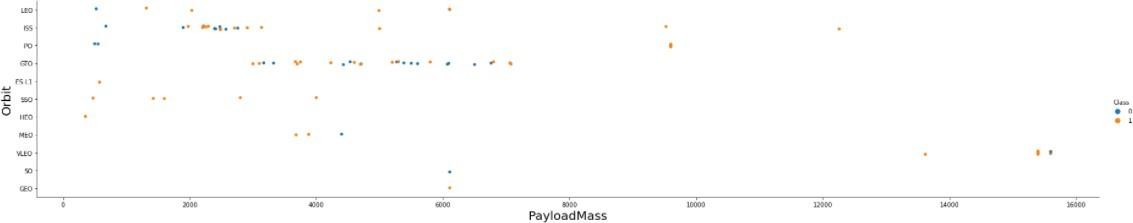 LEO
ISS
PO
GTO
ES-L1
SSO
HEO
MEO
VLEO
SO
GEO
Orbit
0 2000 4000 6000 8000 10000 12000 14000 16000
PayloadMass
Class
0
1